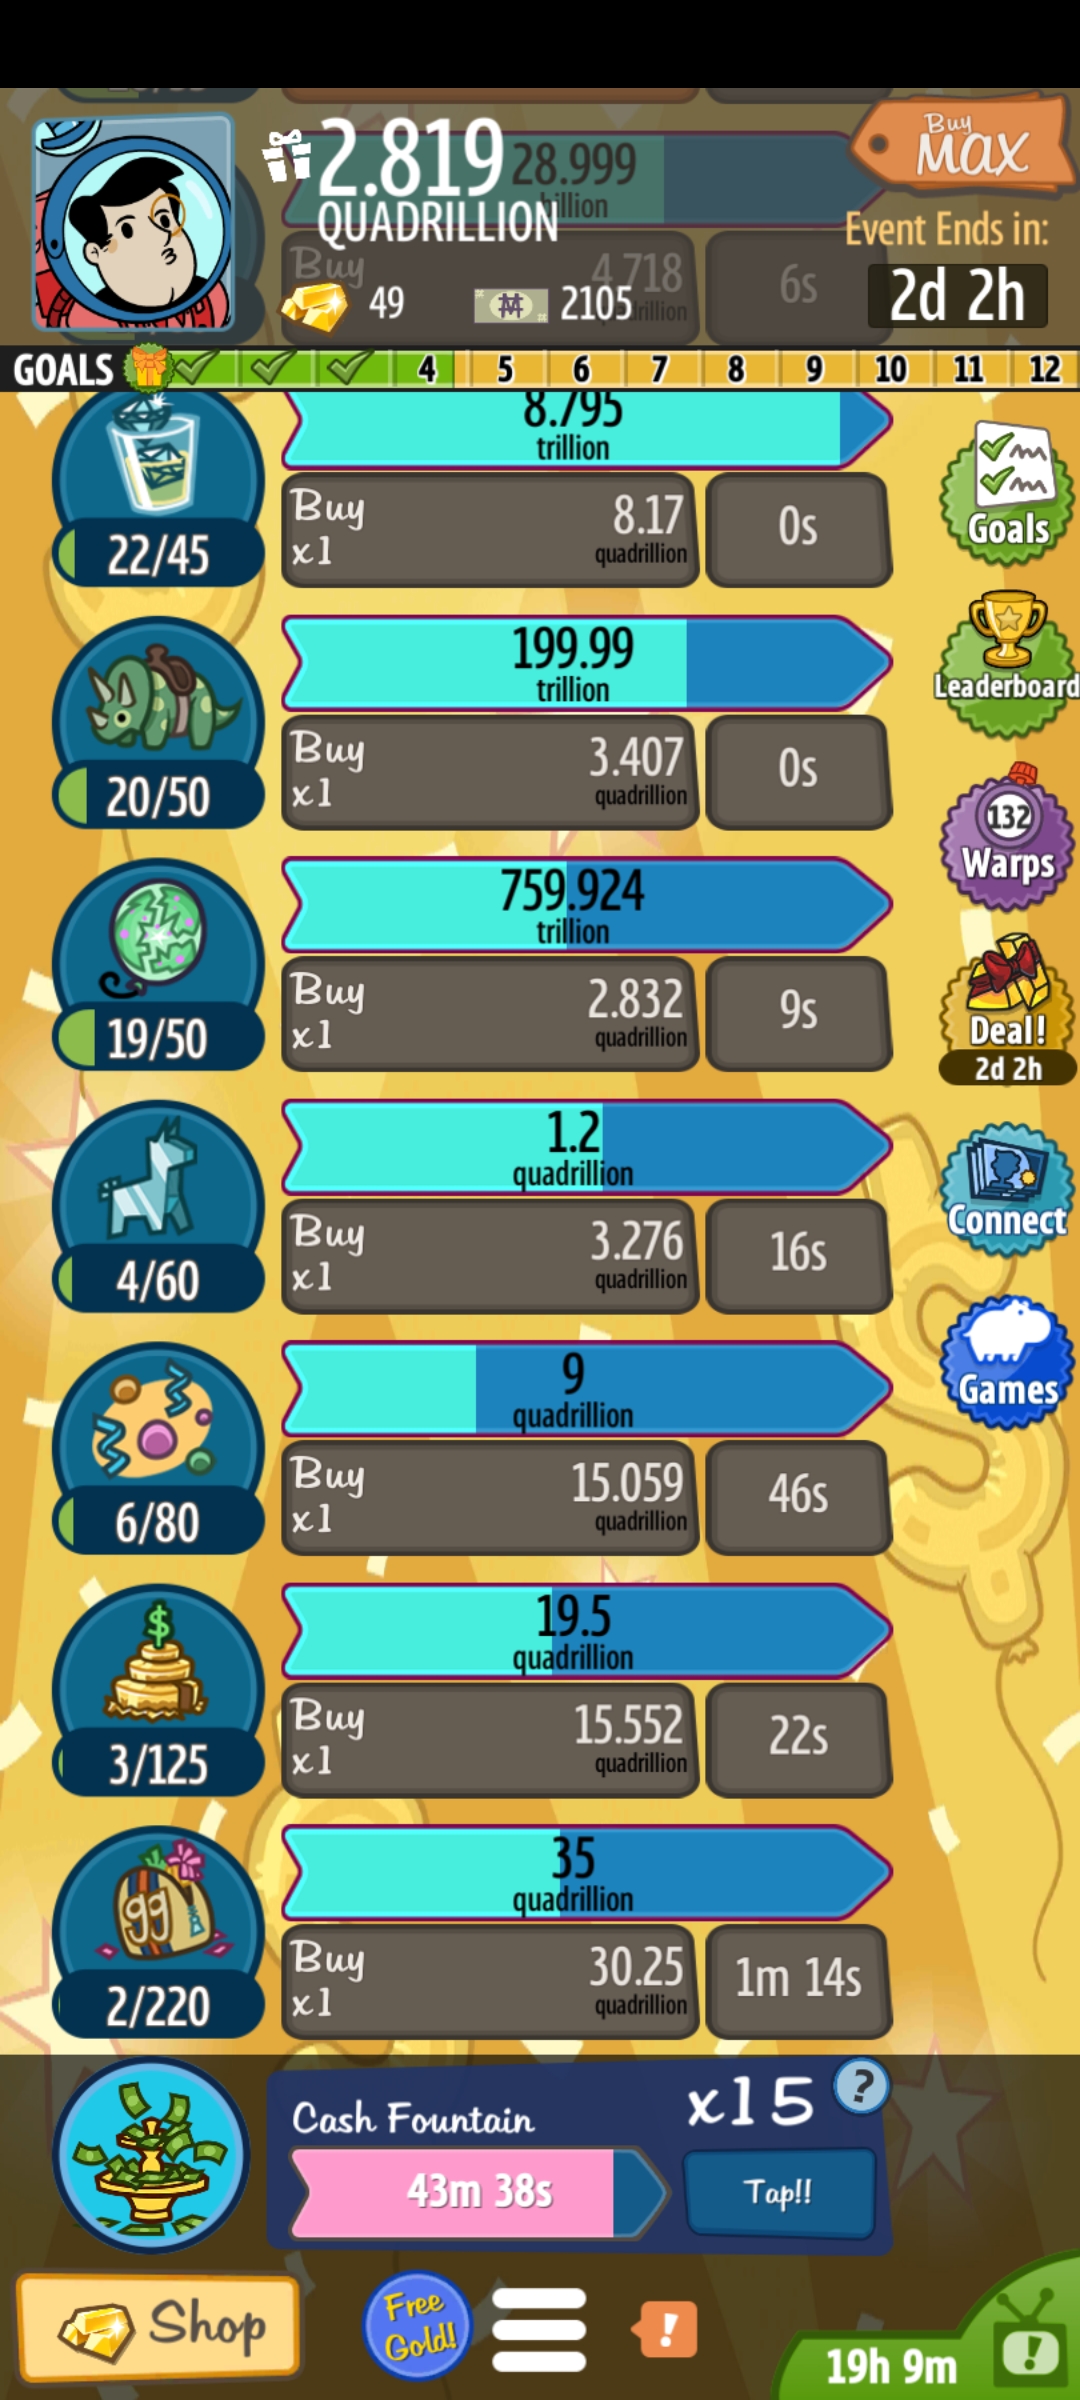 2.819
QUADRILLION
28.999
Buy
MAX
Event Ends in:
2d 2h
Buy
4.718
6s
49
2105
GOALS 4 5 6 7 8 9 10 11 12
8.795
trillion
22/45
Buy
x1
8.17
quadrillion
0s
Goals
199.99
trillion
20/50
Buy
x1
3.407
quadrillion
0s
Leaderboard
759.924
trillion
19/50
Buy
x1
2.832
quadrillion
9s
132
Warps
Deal!
2d 2h
1.2
quadrillion
4/60
Buy
x1
3.276
quadrillion
16s
Connect
9
quadrillion
6/80
Buy
x1
15.059
quadrillion
46s
Games
19.5
quadrillion
$
3/125
Buy
x1
15.552
quadrillion
22s
35
quadrillion
99
2/220
Buy
x1
30.25
quadrillion
1m 14s
Cash Fountain
x15
?
43m 38s
Tap!!
Shop
Free
Gold!
!
19h 9m
!